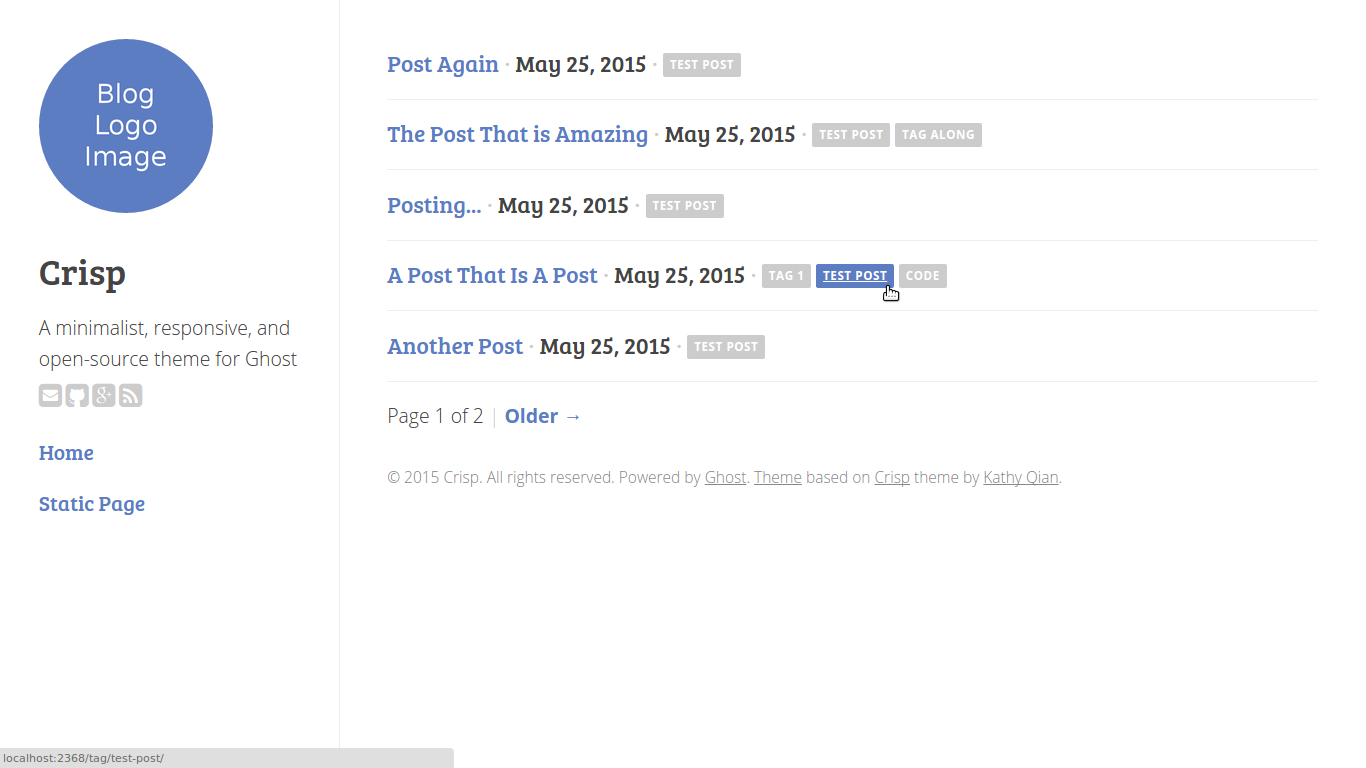 Blog
Logo
Image
Crisp
A minimalist, responsive, and
open-source theme for Ghost
Home
Static Page
Post Again · May 25, 2015 · TEST POST
The Post That is Amazing · May 25, 2015 · TEST POST TAG ALONG
Posting... · May 25, 2015 · TEST POST
A Post That Is A Post · May 25, 2015 · TAG 1 TEST POST CODE
Another Post · May 25, 2015 · TEST POST
Page 1 of 2 | Older →
© 2015 Crisp. All rights reserved. Powered by Ghost. Theme based on Crisp theme by Kathy Qian.
localhost:2368/tag/test-post/